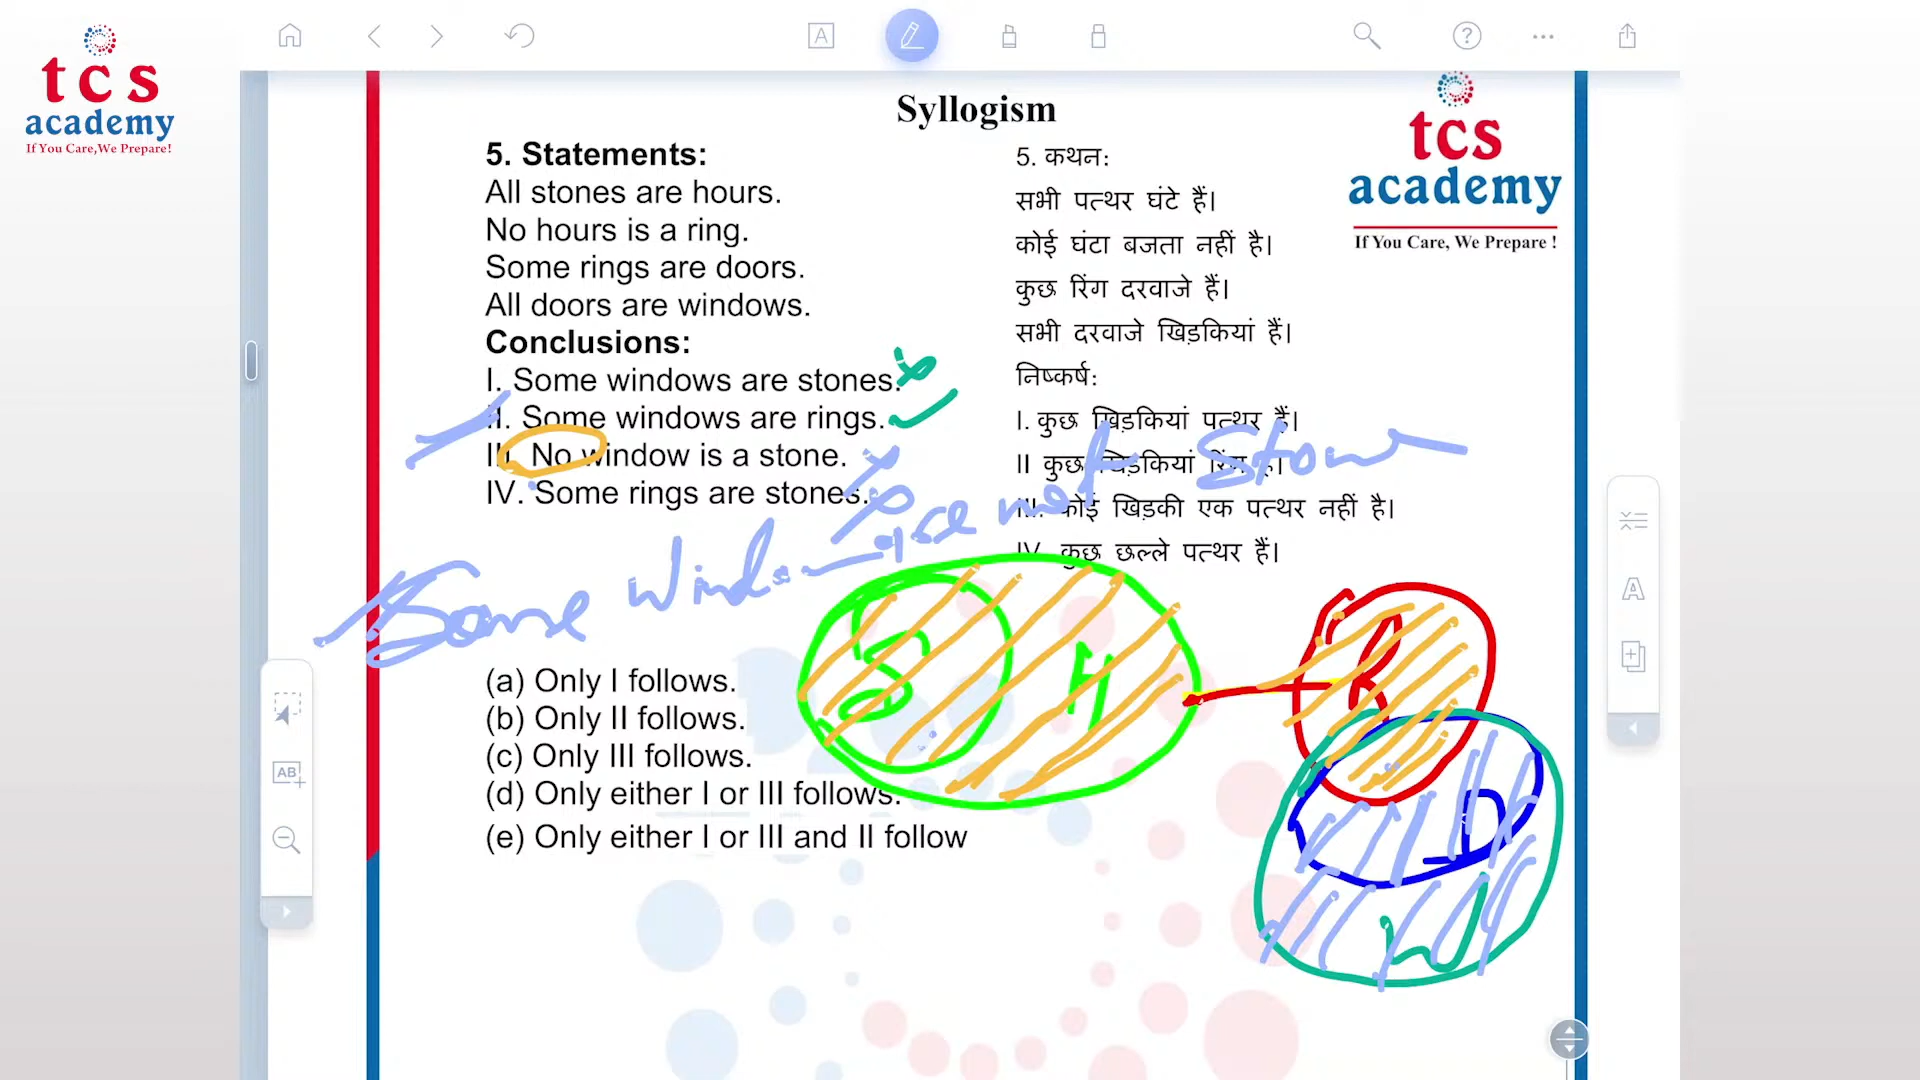 tcs
academy
If You Care,We Prepare!
Syllogism
tcs
academy
If You Care, We Prepare !
5. Statements:
All stones are hours.
No hours is a ring.
Some rings are doors.
All doors are windows.
Conclusions:
I. Some windows are stones.
II. Some windows are rings.
III. No window is a stone.
IV. Some rings are stones.
5. कथन:
सभी पत्थर घंटे हैं।
कोई घंटा बजता नहीं है।
कुछ रिंग दरवाजे हैं।
सभी दरवाजे खिड़कियां हैं।
निष्कर्ष:
I. कुछ खिड़कियां पत्थर हैं।
II कुछ खिड़कियां रिंग हैं।
III. कोई खिड़की एक पत्थर नहीं है।
IV. कुछ छल्ले पत्थर हैं।
Some window are not Stone
S H R
D
W
(a) Only I follows.
(b) Only II follows.
(c) Only III follows.
(d) Only either I or III follows.
(e) Only either I or III and II follow